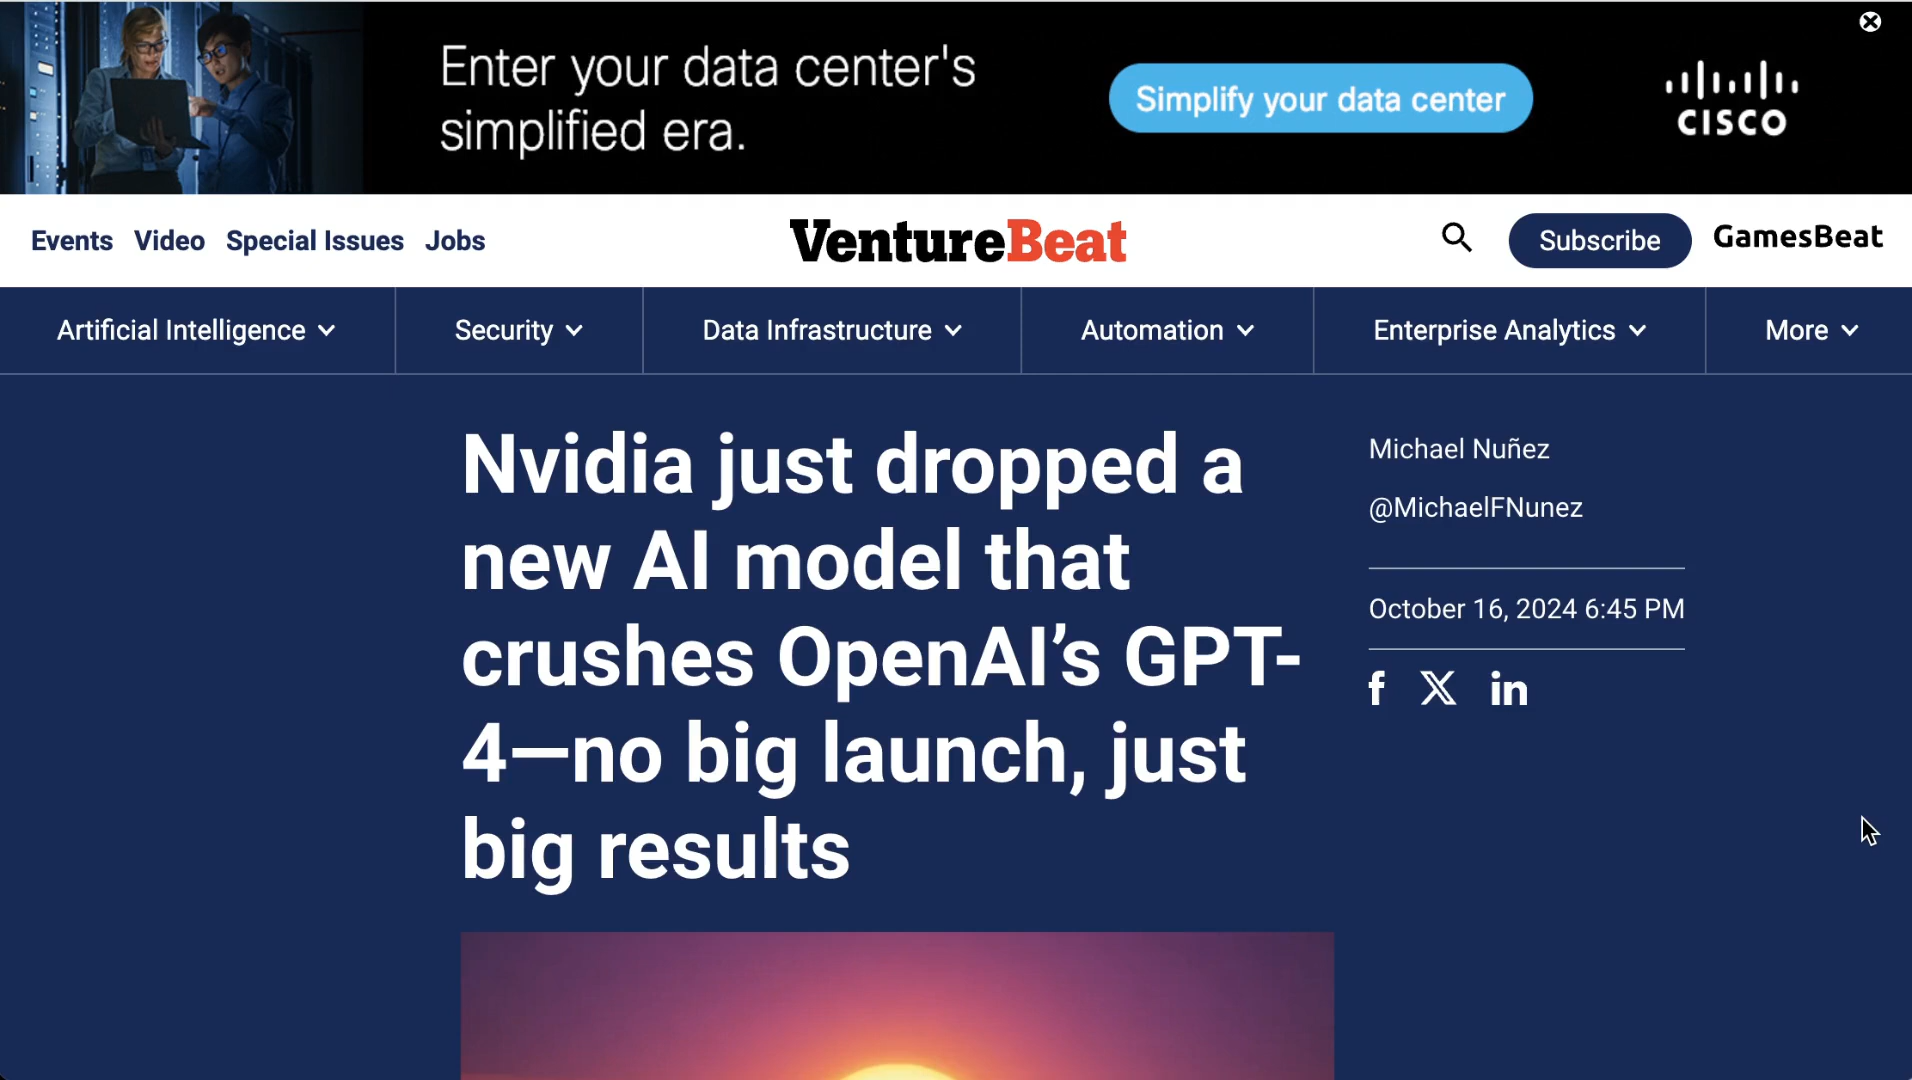 Enter your data center's
simplified era.
Simplify your data center
CISCO
Events Video Special Issues Jobs
VentureBeat
Subscribe
GamesBeat
Artificial Intelligence
Security
Data Infrastructure
Automation
Enterprise Analytics
More
Nvidia just dropped a
new AI model that
crushes OpenAI’s GPT-
4—no big launch, just
big results
Michael Nuñez
@MichaelFNunez
October 16, 2024 6:45 PM
f X in